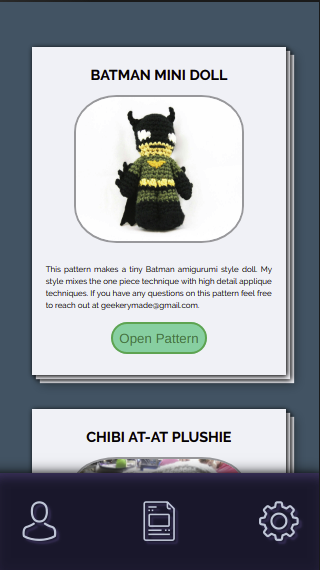 BATMAN MINI DOLL
This pattern makes a tiny Batman amigurumi style doll. My
style mixes the one piece technique with high detail applique
techniques. If you have any questions on this pattern feel free
to reach out at geekerymade@gmail.com.
Open Pattern
CHIBI AT-AT PLUSHIE